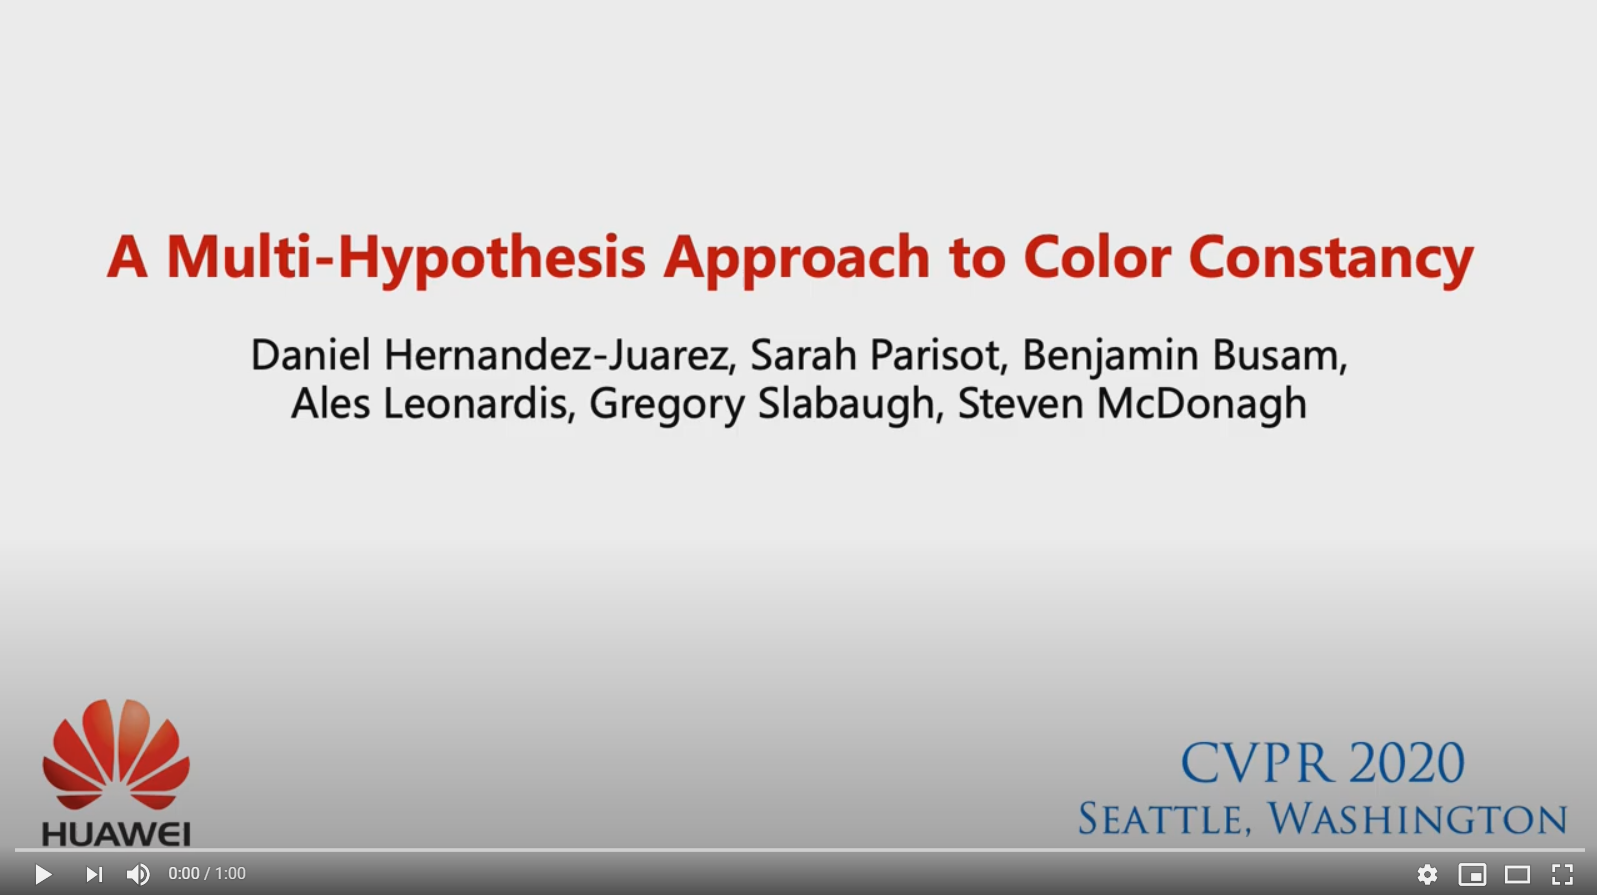 A Multi-Hypothesis Approach to Color Constancy
Daniel Hernandez-Juarez, Sarah Parisot, Benjamin Busam,
Ales Leonardis, Gregory Slabaugh, Steven McDonagh
HUAWEI
CVPR 2020
SEATTLE, WASHINGTON
0:00 / 1:00